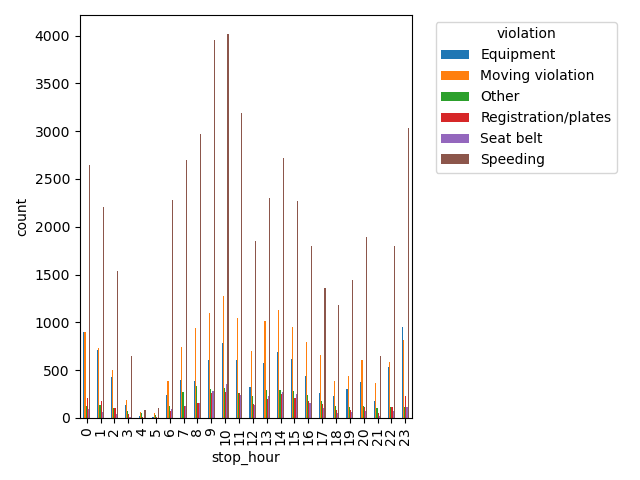 violation
Equipment
Moving violation
Other
Registration/plates
Seat belt
Speeding
4000
3500
3000
2500
2000
1500
1000
500
0
count
0 1 2 3 4 5 6 7 8 9 10 11 12 13 14 15 16 17 18 19 20 21 22 23
stop_hour